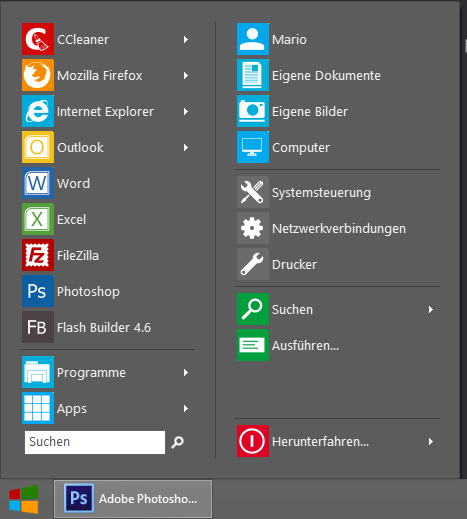 CCleaner
Mozilla Firefox
Internet Explorer
Outlook
Word
Excel
FileZilla
Ps
Photoshop
FB
Flash Builder 4.6
Programme
Apps
Suchen
Mario
Eigene Dokumente
Eigene Bilder
Computer
Systemsteuerung
Netzwerkverbindungen
Drucker
Suchen
Ausführen...
Herunterfahren...
Ps
Adobe Photosho...